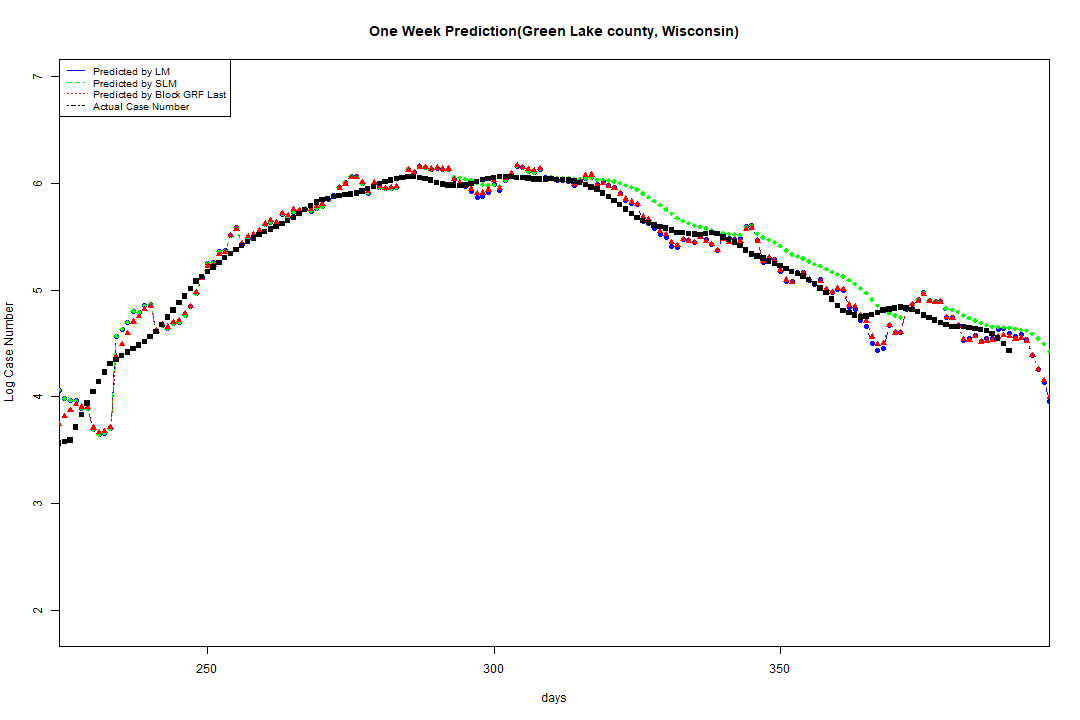 One Week Prediction(Green Lake county, Wisconsin)
Predicted by LM
Predicted by SLM
Predicted by Block GRF Last
Actual Case Number
7
6
5
4
3
2
Log Case Number
250 300 350
days